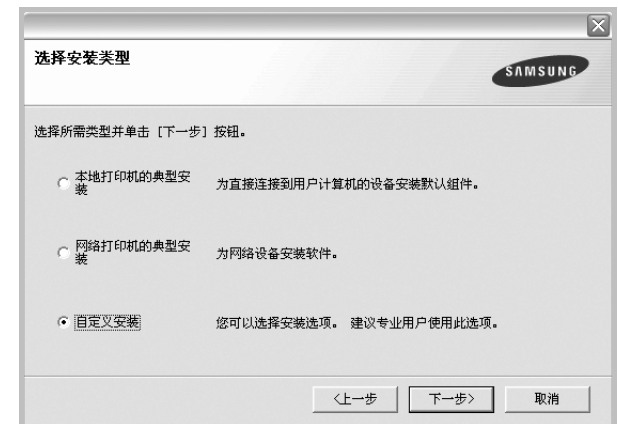 选择安装类型
SAMSUNG
选择所需类型并单击 [下一步] 按钮。
本地打印机的典型安
装
为直接连接到用户计算机的设备安装默认组件。
网络打印机的典型安
装
为网络设备安装软件。
自定义安装
您可以选择安装选项。 建议专业用户使用此选项。
<上一步
下一步>
取消